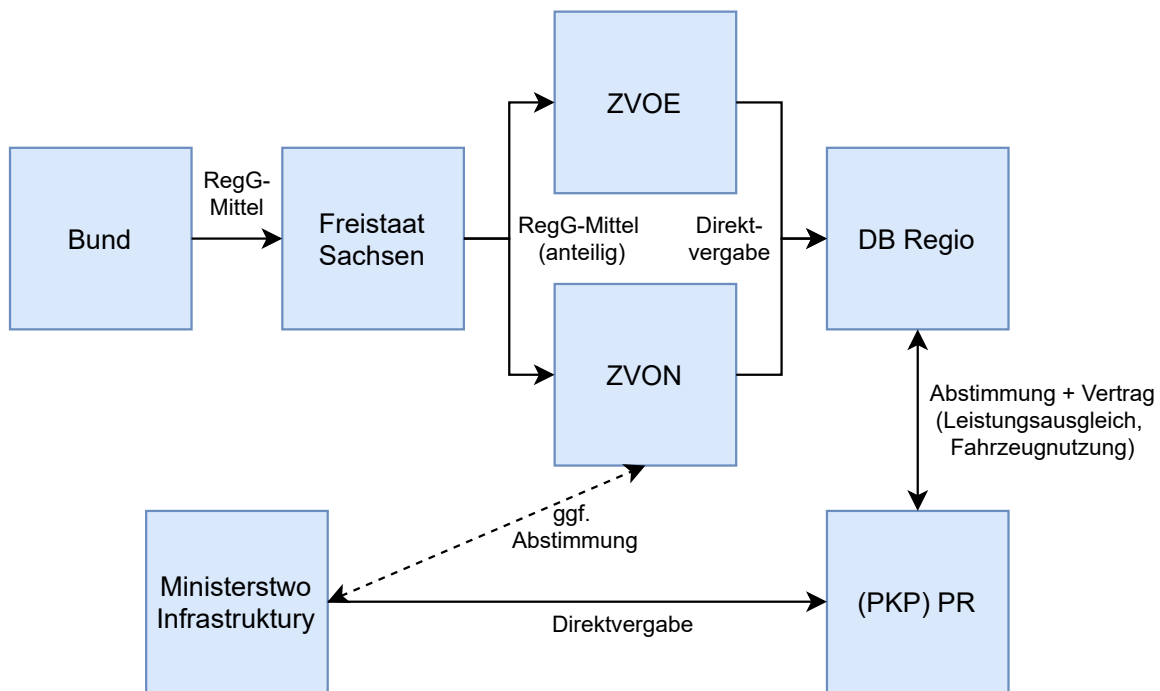 ZVOE
RegG-
Mittel
Bund
Freistaat
Sachsen
RegG-Mittel
(anteilig)
Direkt-
vergabe
DB Regio
ZVON
Abstimmung + Vertrag
(Leistungsausgleich,
Fahrzeugnutzung)
ggf.
Abstimmung
Ministerstwo
Infrastruktury
Direktvergabe
(PKP) PR